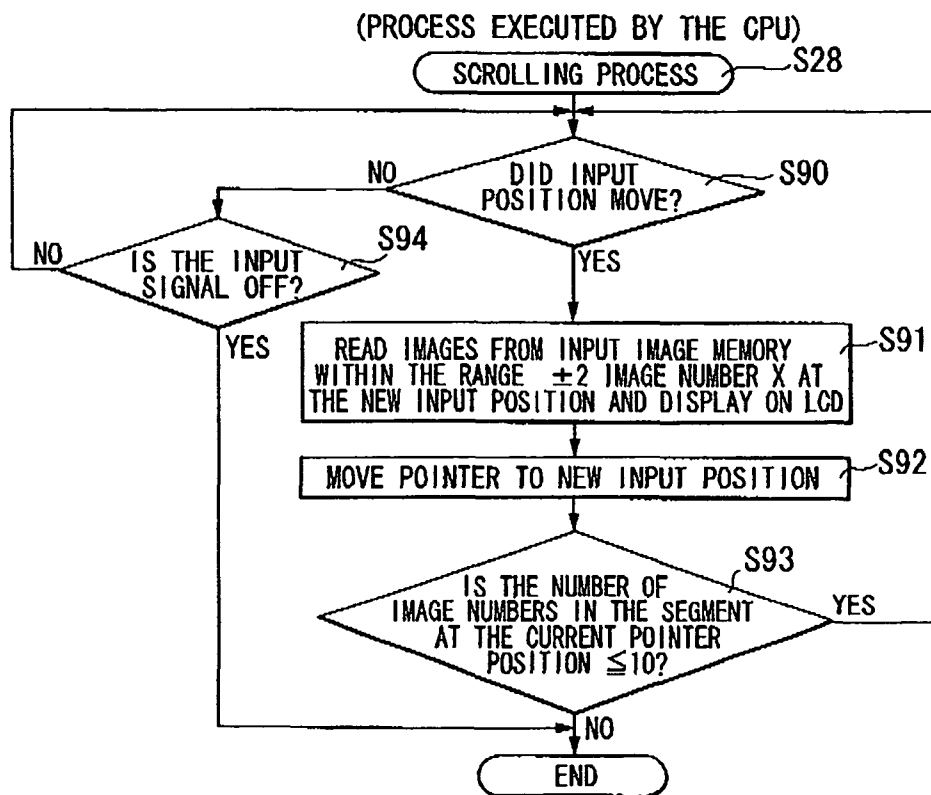 (PROCESS EXECUTED BY THE CPU)
SCROLLING PROCESS
S28
DID INPUT
POSITION MOVE?
S90
NO
YES
IS THE INPUT
SIGNAL OFF?
S94
NO
YES
READ IMAGES FROM INPUT IMAGE MEMORY
WITHIN THE RANGE ±2 IMAGE NUMBER X AT
THE NEW INPUT POSITION AND DISPLAY ON LCD
S91
MOVE POINTER TO NEW INPUT POSITION
S92
IS THE NUMBER OF
IMAGE NUMBERS IN THE SEGMENT
AT THE CURRENT POINTER
POSITION ≦10?
S93
YES
NO
END